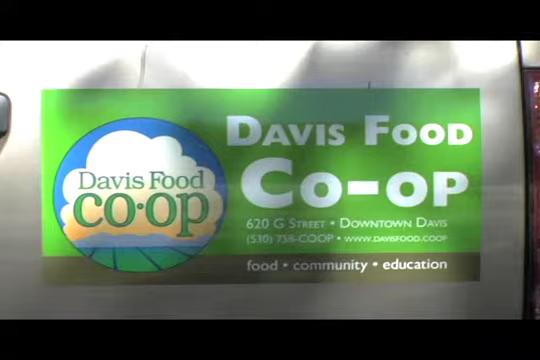 Davis Food
co·op
DAVIS FOOD
CO-OP
620 G STREET • DOWNTOWN DAVIS
(530) 758-COOP • WWW.DAVISFOOD.COOP
food • community • education